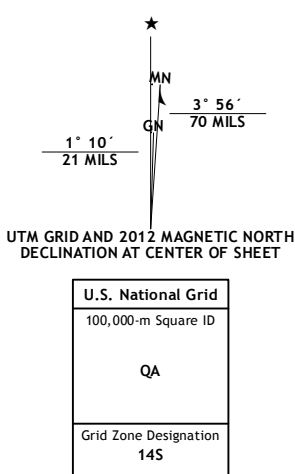 ★
MN
3° 56´
70 MILS
GN
1° 10´
21 MILS
UTM GRID AND 2012 MAGNETIC NORTH
DECLINATION AT CENTER OF SHEET
U.S. National Grid
100,000-m Square ID
QA
Grid Zone Designation
14S